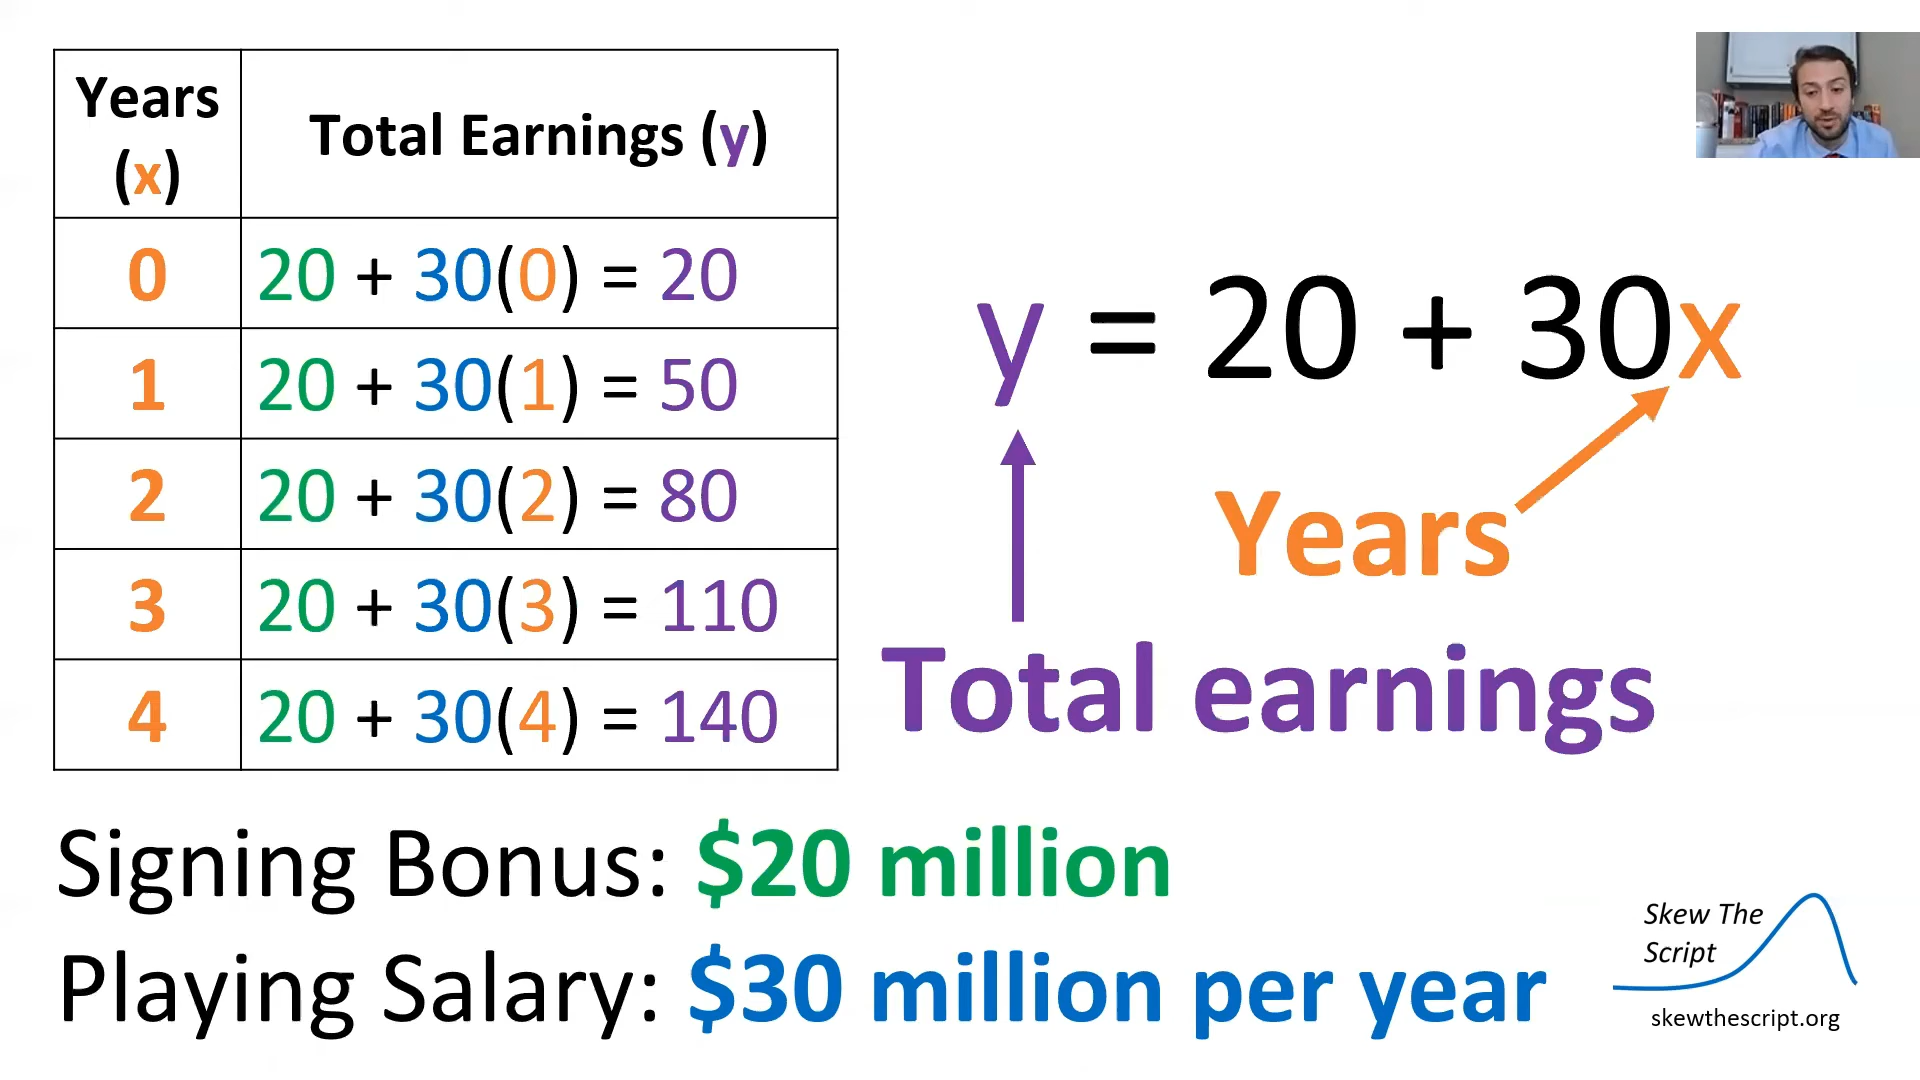 Years
(x)
Total Earnings (y)
0
20 + 30(0) = 20
1
20 + 30(1) = 50
2
20 + 30(2) = 80
3
20 + 30(3) = 110
4
20 + 30(4) = 140
y = 20 + 30x
Years
Total earnings
Signing Bonus: $20 million
Playing Salary: $30 million per year
Skew The
Script
skewthescript.org